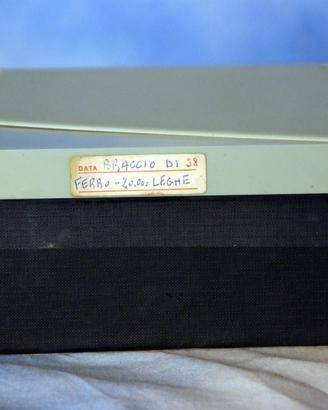 DATA BRACCIO DI 38
FERRO - 20.000 LEGHE